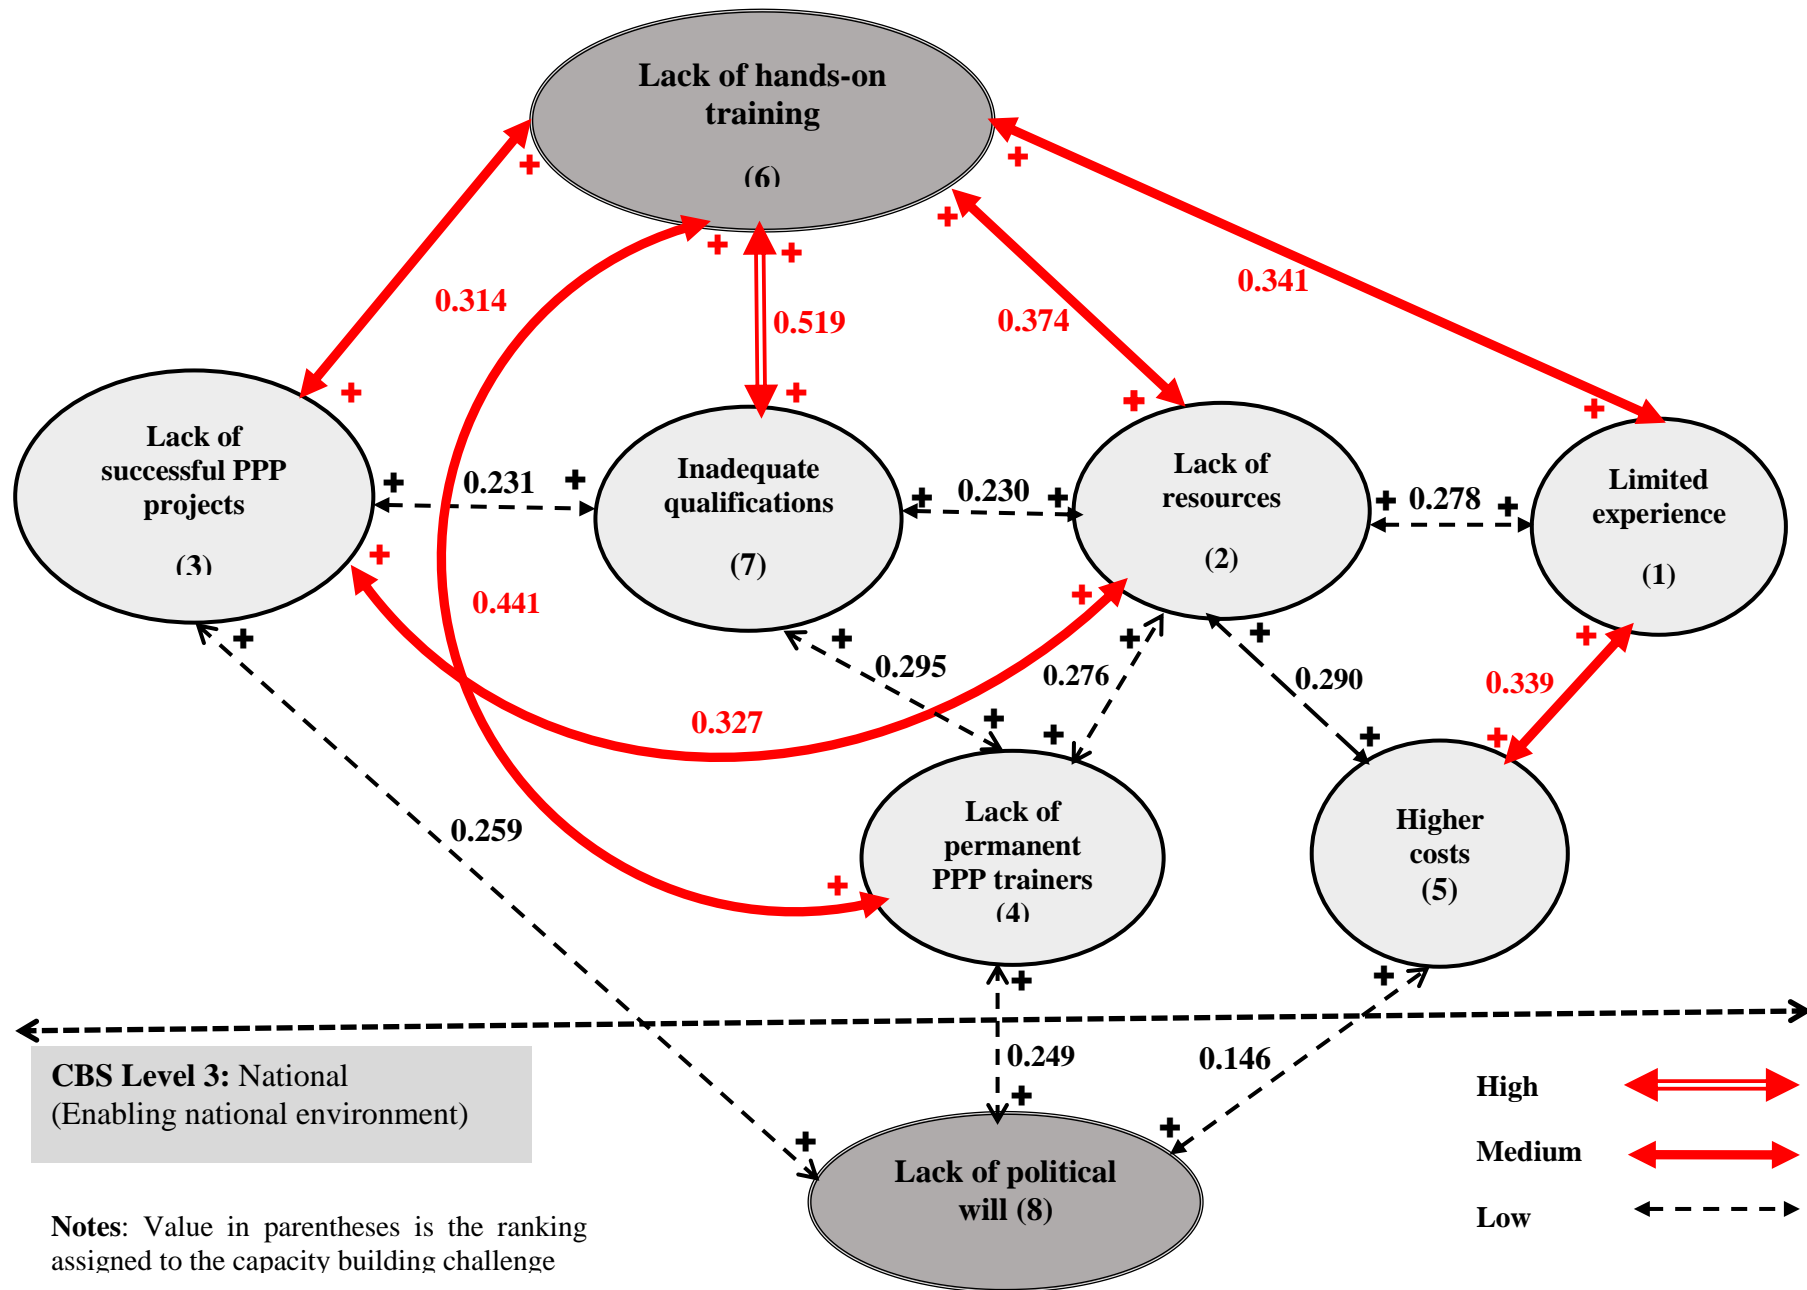 Lack of hands-on
training
(6)
0.314
0.519
0.374
0.341
Lack of
successful PPP
projects
(3)
0.231
Inadequate
qualifications
(7)
0.230
Lack of
resources
(2)
0.278
Limited
experience
(1)
0.441
0.295
0.276
0.290
0.339
0.327
0.259
Lack of
permanent
PPP trainers
(4)
Higher
costs
(5)
0.249
0.146
CBS Level 3: National
(Enabling national environment)
Lack of political
will (8)
High
Medium
Low
Notes: Value in parentheses is the ranking
assigned to the capacity building challenge